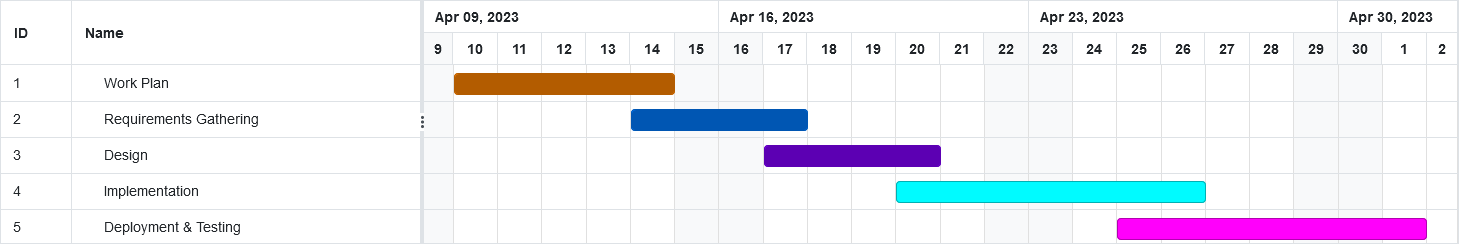 ID Name Apr 09, 2023 Apr 16, 2023 Apr 23, 2023 Apr 30, 2023
9 10 11 12 13 14 15 16 17 18 19 20 21 22 23 24 25 26 27 28 29 30 1 2
1 Work Plan
2 Requirements Gathering
3 Design
4 Implementation
5 Deployment & Testing